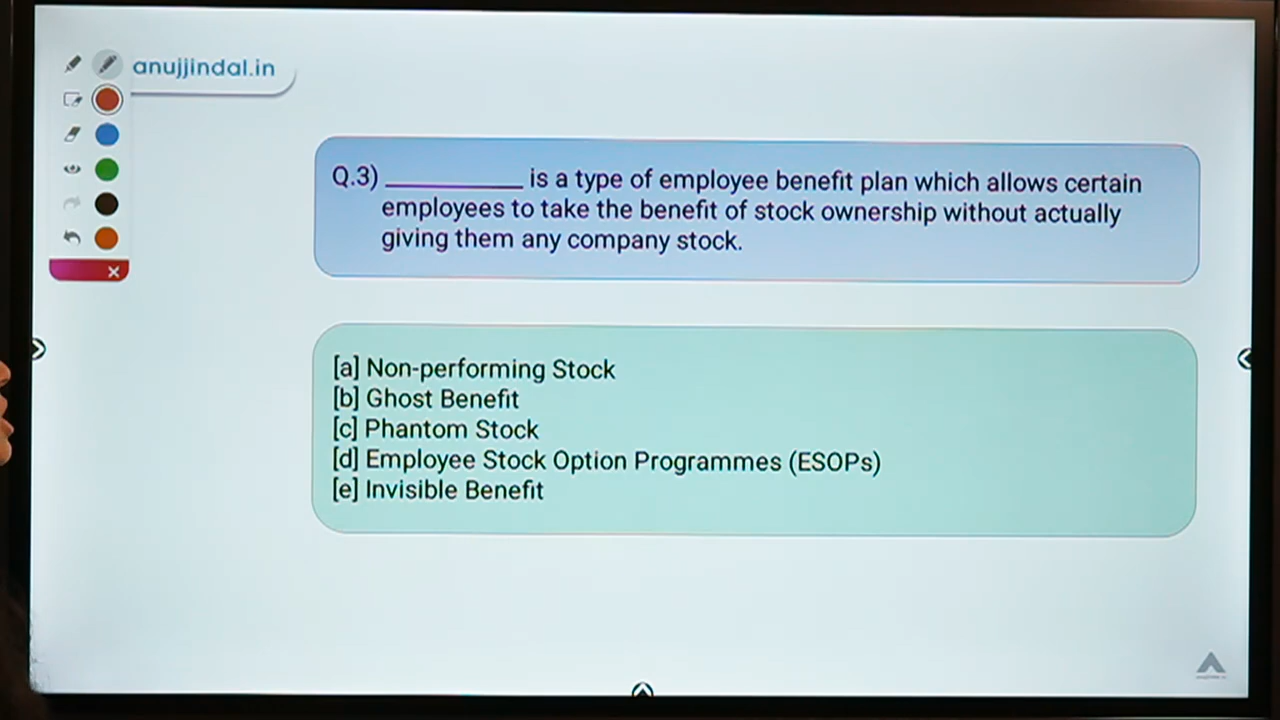 anujjindal.in
Q.3) __________ is a type of employee benefit plan which allows certain
employees to take the benefit of stock ownership without actually
giving them any company stock.
[a] Non-performing Stock
[b] Ghost Benefit
[c] Phantom Stock
[d] Employee Stock Option Programmes (ESOPs)
[e] Invisible Benefit